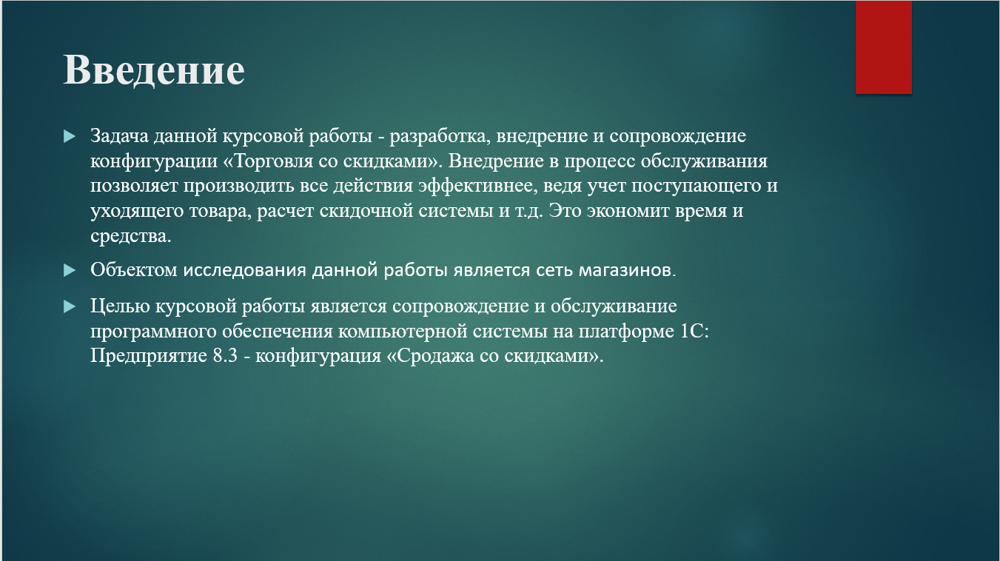 Введение
Задача данной курсовой работы - разработка, внедрение и сопровождение
конфигурации «Торговля со скидками». Внедрение в процесс обслуживания
позволяет производить все действия эффективнее, ведя учет поступающего и
уходящего товара, расчет скидочной системы и т.д. Это экономит время и
средства.
Объектом исследования данной работы является сеть магазинов.
Целью курсовой работы является сопровождение и обслуживание
программного обеспечения компьютерной системы на платформе 1С:
Предприятие 8.3 - конфигурация «Сродажа со скидками».